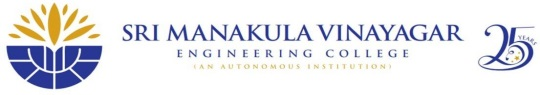 SRI MANAKULA VINAYAGAR
ENGINEERING COLLEGE
(AN AUTONOMOUS INSTITUTION)
25 YEARS